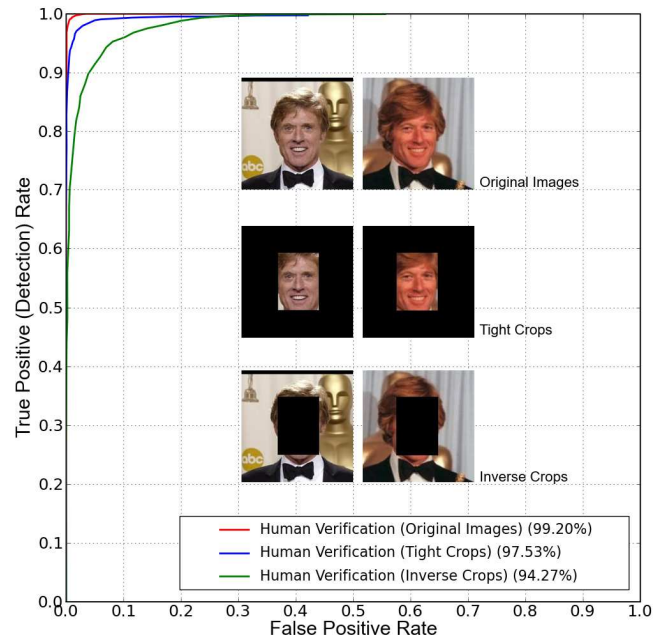 1.0
0.9
0.8
0.7
0.6
0.5
0.4
0.3
0.2
0.1
0.0
True Positive (Detection) Rate
abc
Original Images
Tight Crops
abc
Inverse Crops
Human Verification (Original Images) (99.20%)
Human Verification (Tight Crops) (97.53%)
Human Verification (Inverse Crops) (94.27%)
0.0 0.1 0.2 0.3 0.4 0.5 0.6 0.7 0.8 0.9 1.0
False Positive Rate